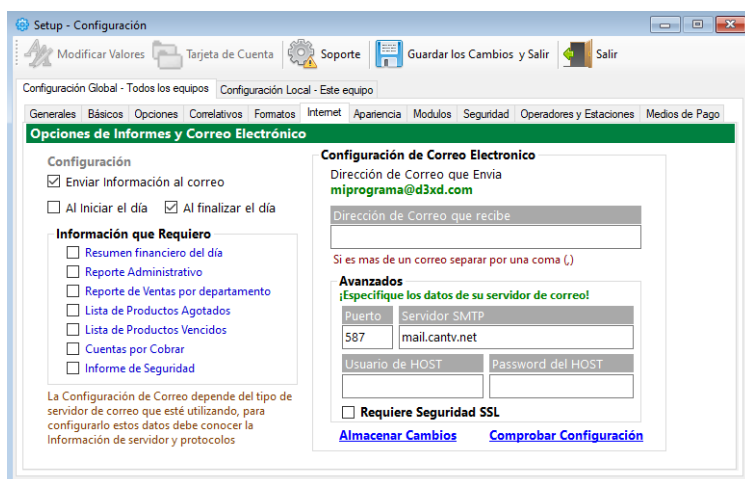 Setup - Configuración
Modificar Valores Tarjeta de Cuenta Soporte Guardar los Cambios y Salir Salir
Configuración Global - Todos los equipos Configuración Local - Este equipo
Generales Básicos Opciones Correlativos Formatos Internet Apariencia Modulos Seguridad Operadores y Estaciones Medios de Pago
Opciones de Informes y Correo Electrónico
Configuración
Enviar Información al correo
Al Iniciar el día Al finalizar el día
Información que Requiero
Resumen financiero del día
Reporte Administrativo
Reporte de Ventas por departamento
Lista de Productos Agotados
Lista de Productos Vencidos
Cuentas por Cobrar
Informe de Seguridad
La Configuración de Correo depende del tipo de
servidor de correo que esté utilizando, para
configurarlo estos datos debe conocer la
Información de servidor y protocolos
Configuración de Correo Electronico
Dirección de Correo que Envia
miprograma@d3xd.com
Dirección de Correo que recibe
Si es mas de un correo separar por una coma (,)
Avanzados
¡Especifique los datos de su servidor de correo!
Puerto Servidor SMTP
587 mail.cantv.net
Usuario de HOST Password del HOST
Requiere Seguridad SSL
Almacenar Cambios Comprobar Configuración